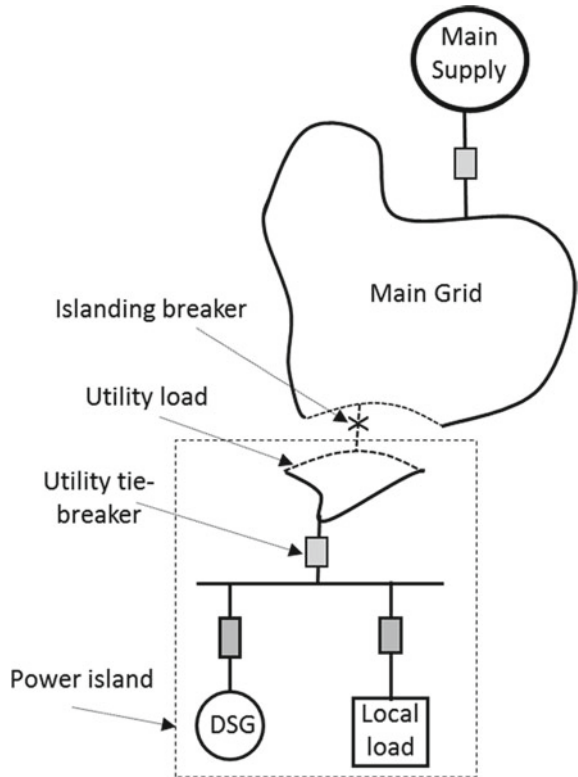 Main
Supply
Main Grid
Islanding breaker
Utility load
Utility tie-
breaker
Power island
DSG
Local
load